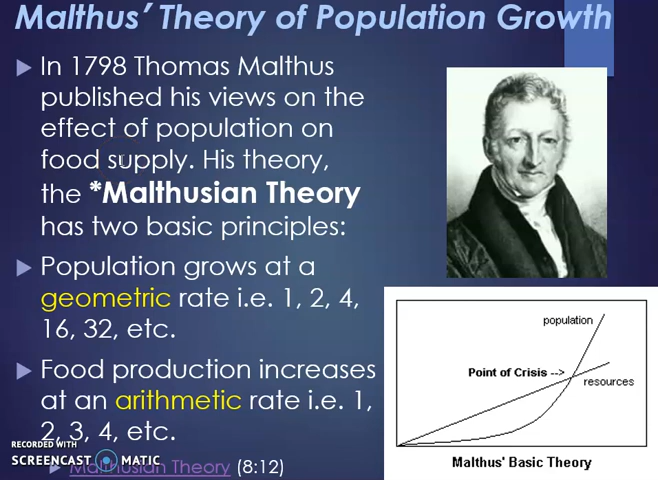 Malthus’ Theory of Population Growth
In 1798 Thomas Malthus
published his views on the
effect of population on
food supply. His theory,
the *Malthusian Theory
has two basic principles:
Population grows at a
geometric rate i.e. 1, 2, 4,
16, 32, etc.
Food production increases
at an arithmetic rate i.e. 1,
2, 3, 4, etc.
Malthusian Theory (8:12)
population
Point of Crisis -->
resources
Malthus' Basic Theory
RECORDED WITH
SCREENCAST MATIC